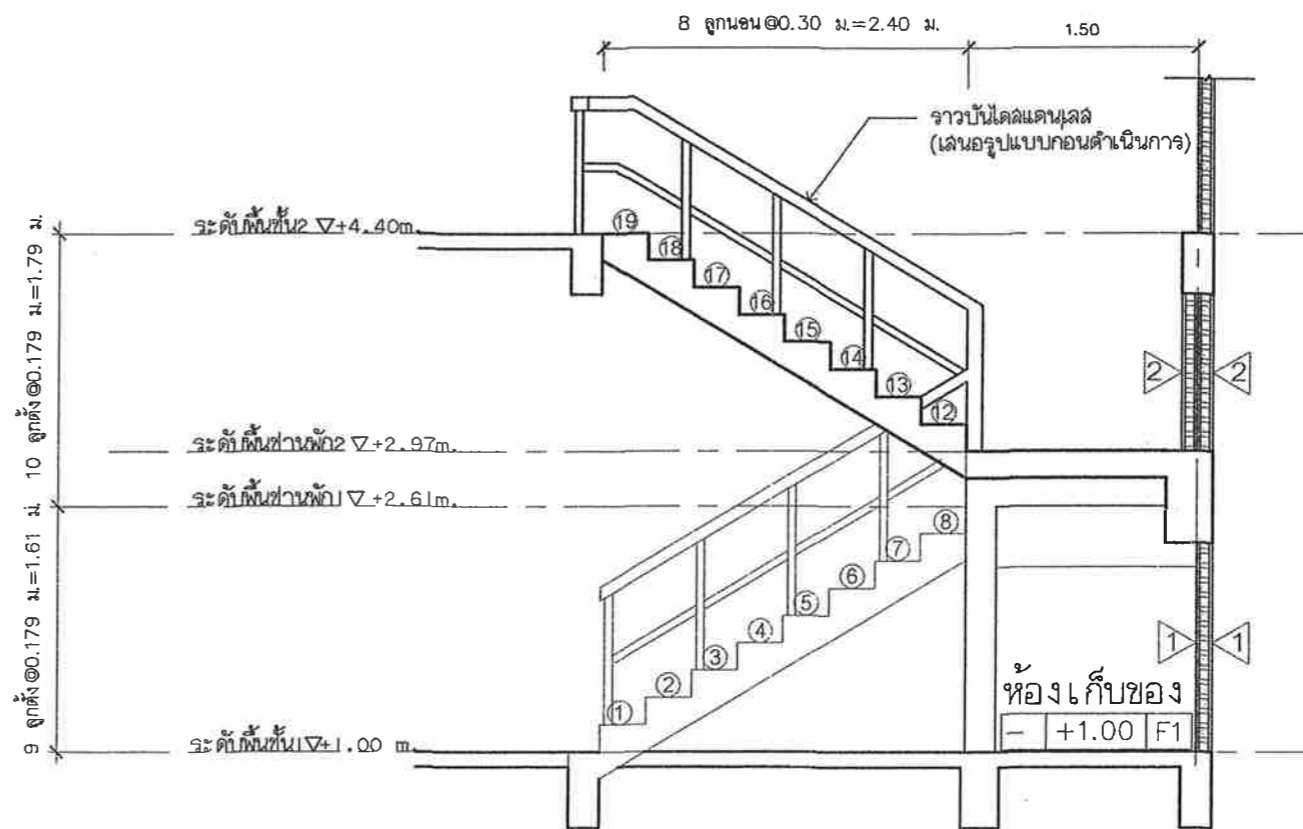 8 ลูกนอน @0.30 ม.=2.40 ม.
1.50
ราวบันไดสแตนเลส
(เสนอรูปแบบก่อนดำเนินการ)
ระดับพื้นชั้น2 ▽+4.40m.
19
18
17
16
15
14
13
12
10 ลูกตั้ง@0.179 ม.=1.79 ม.
2 2
ระดับพื้นชานพัก2 ▽+2.97m.
ระดับพื้นชานพัก1 ▽+2.61m.
8
7
6
5
4
3
2
1
9 ลูกตั้ง@0.179 ม.=1.61 ม.
1 1
ห้องเก็บของ
- +1.00 F1
ระดับพื้นชั้น1▽+1.00 m.